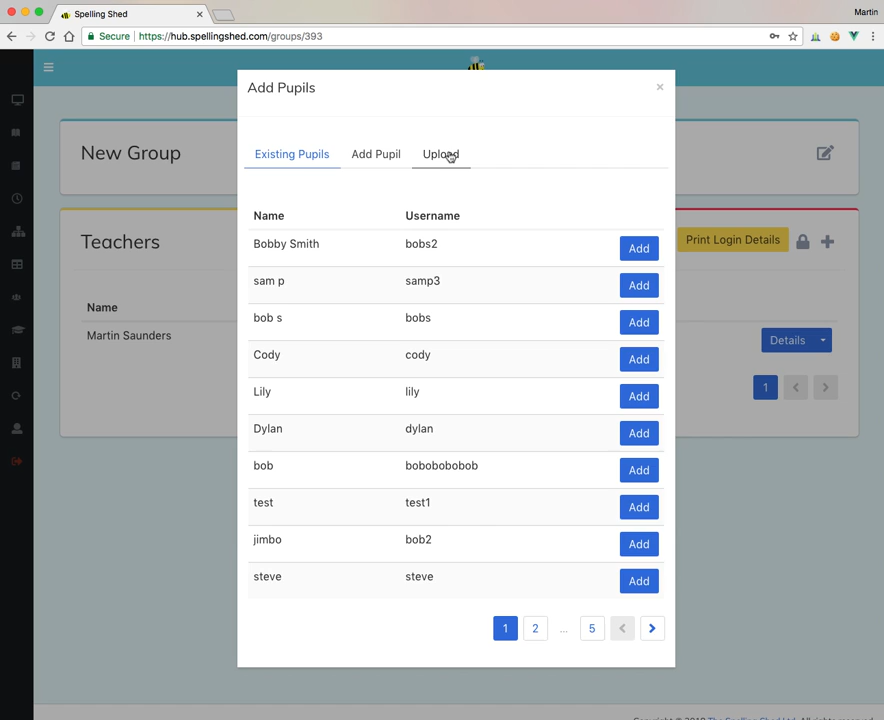 Spelling Shed
Martin
Secure
https://hub.spellingshed.com/groups/393
Add Pupils
New Group
Existing Pupils
Add Pupil
Upload
Name
Username
Bobby Smith
bobs2
Add
sam p
samp3
Add
bob s
bobs
Add
Cody
cody
Add
Lily
lily
Add
Dylan
dylan
Add
bob
bobobobobob
Add
test
test1
Add
jimbo
bob2
Add
steve
steve
Add
1
2
...
5
Teachers
Name
Martin Saunders
Print Login Details
Details
1